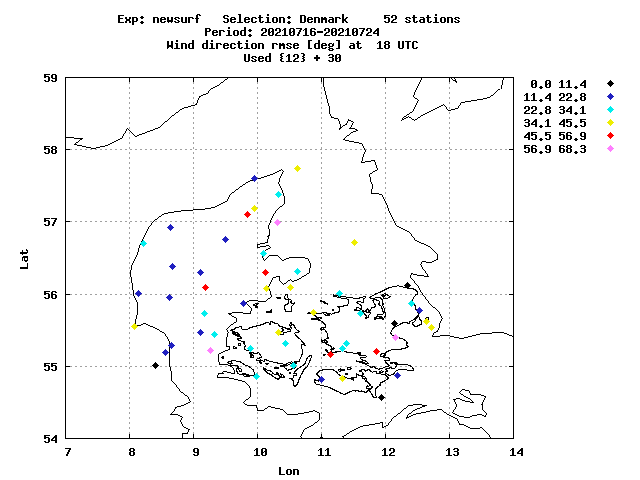 Exp: newsurf   Selection: Denmark     52 stations
Period: 20210716-20210724
Wind direction rmse [deg] at  18 UTC
Used {12} + 30
0.0 11.4
11.4 22.8
22.8 34.1
34.1 45.5
45.5 56.9
56.9 68.3
59
58
57
56
55
54
Lat
7 8 9 10 11 12 13 14
Lon